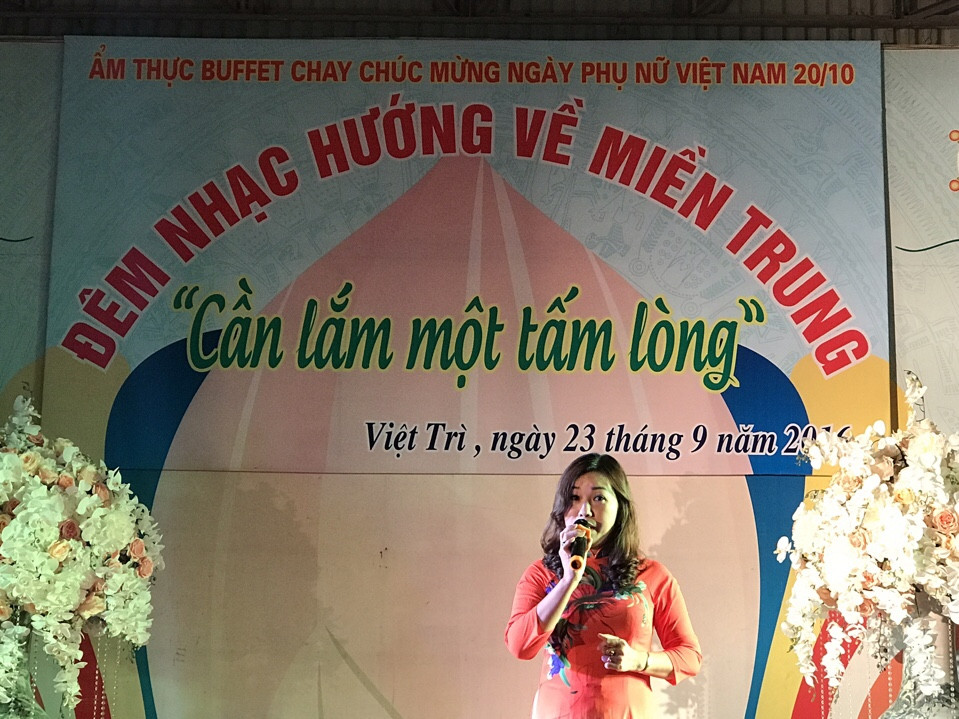 ẨM THỰC BUFFET CHAY CHÚC MỪNG NGÀY PHỤ NỮ VIỆT NAM 20/10
ĐÊM NHẠC HƯỚNG VỀ MIỀN TRUNG
“Cần lắm một tấm lòng”
Việt Trì , ngày 23 tháng 9 năm 2016